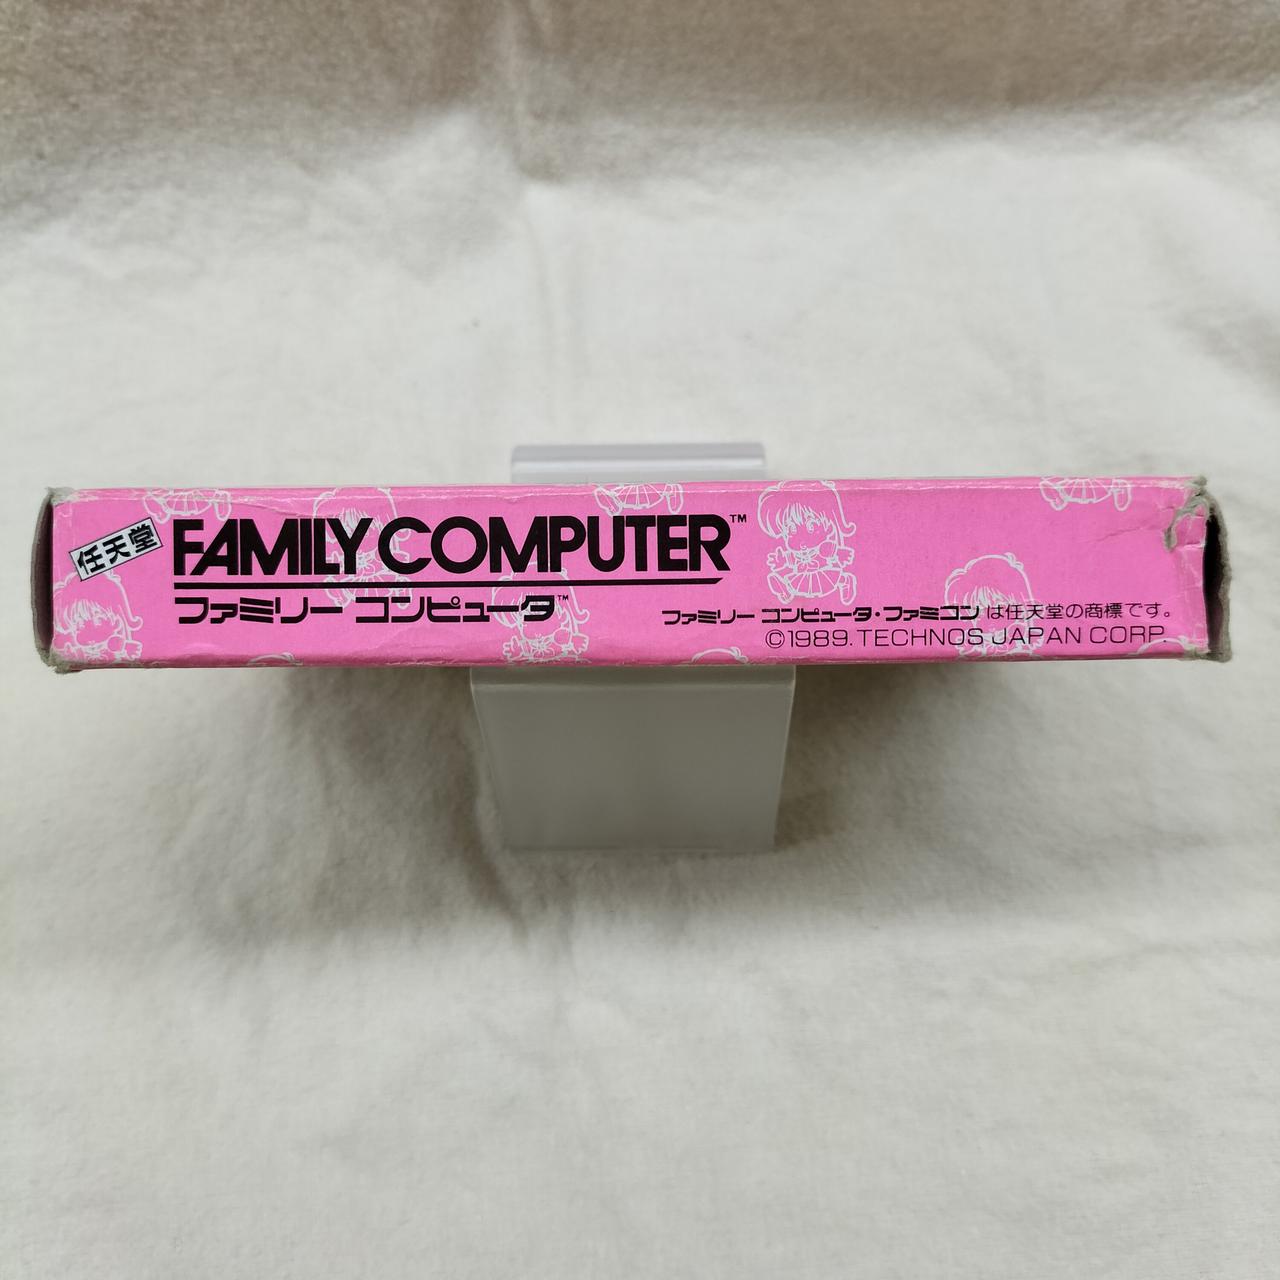 任天堂
FAMILY COMPUTER™
ファミリー コンピュータ™
ファミリー コンピュータ・ファミコン は任天堂の商標です。
©1989. TECHNOS JAPAN CORP.